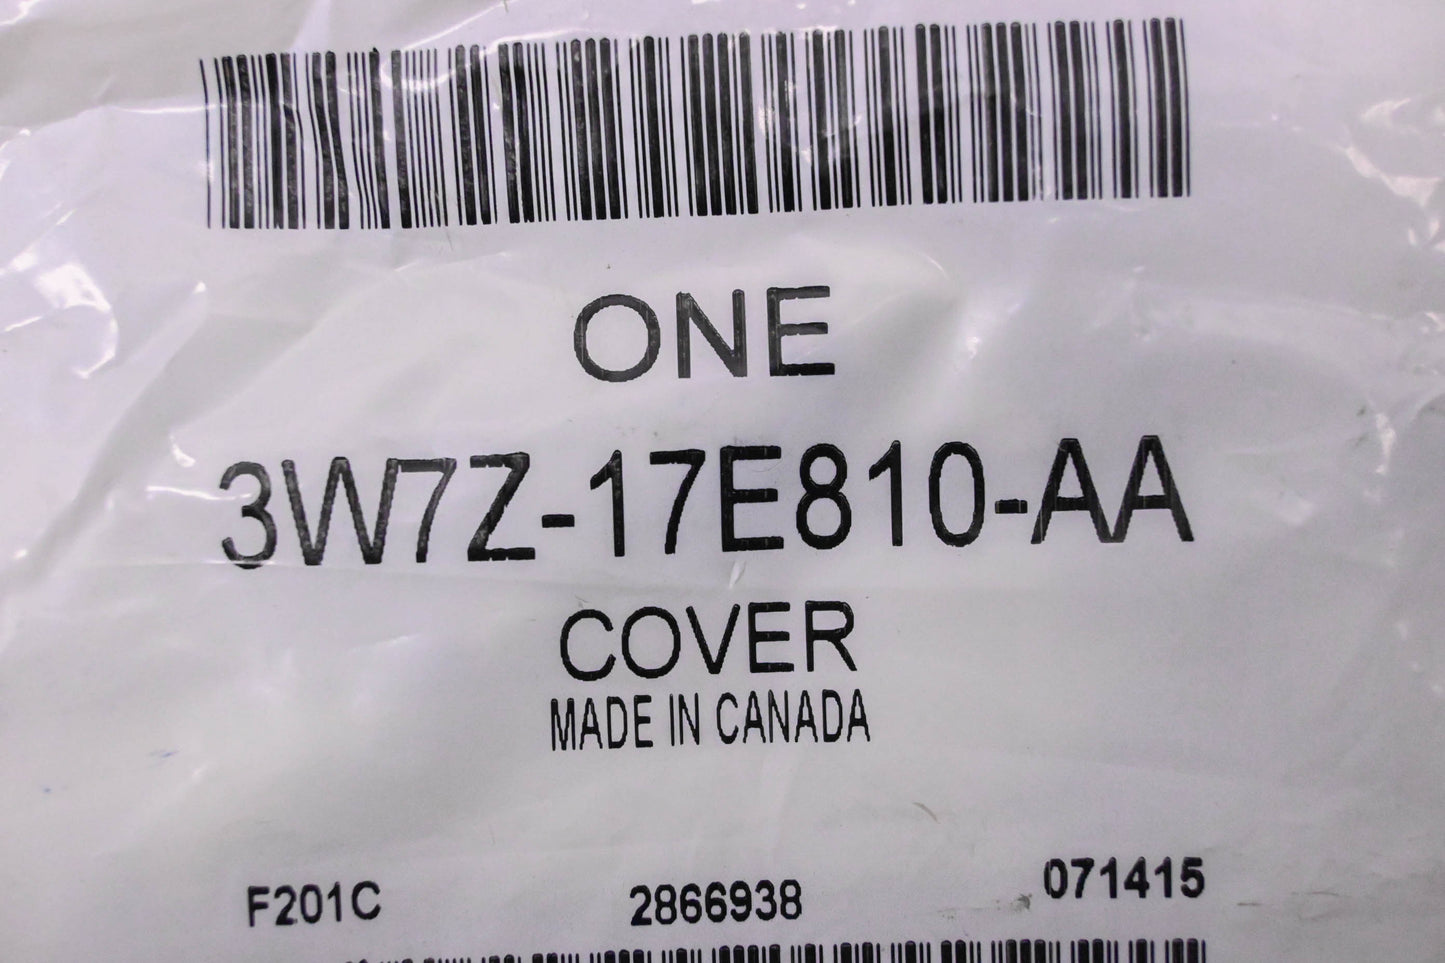 ONE
3W7Z-17E810-AA
COVER
MADE IN CANADA
F201C 2866938 071415